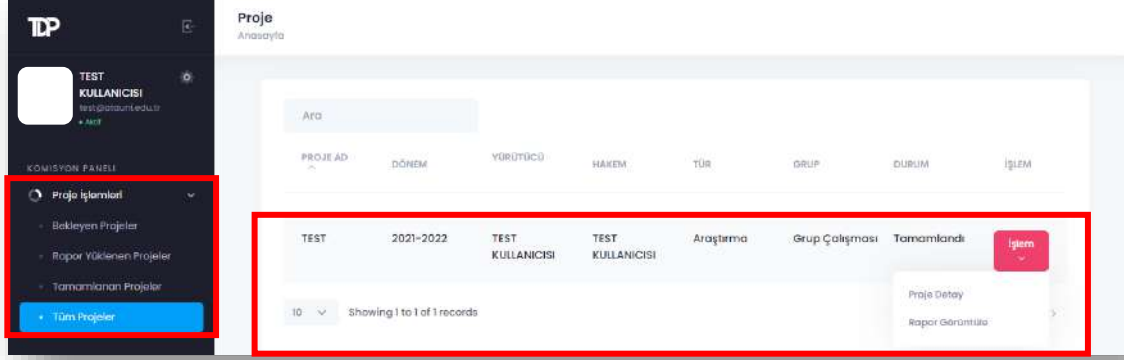 TDP
Proje
Anasayfa
TEST
KULLANICISI
test@atauni.edu.tr
• Aktif
KOMİSYON PANELİ
Proje İşlemleri
Bekleyen Projeler
Rapor Yüklenen Projeler
Tamamlanan Projeler
Tüm Projeler
Ara
PROJE AD DÖNEM YÜRÜTÜCÜ HAKEM TÜR GRUP DURUM İŞLEM
TEST 2021-2022 TEST KULLANICISI TEST KULLANICISI Araştırma Grup Çalışması Tamamlandı İşlem
Proje Detay
Rapor Görüntüle
10 Showing 1 to 1 of 1 records